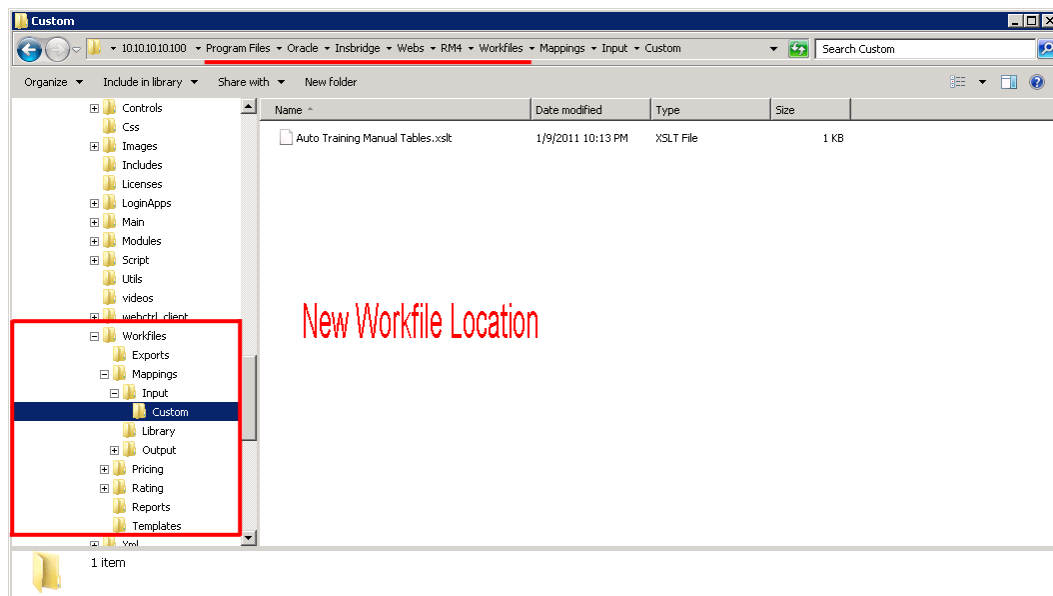 Custom
10.10.10.10.100 Program Files Oracle Insbridge Webs RM4 Workfiles Mappings Input Custom
Search Custom
Organize Include in library Share with New folder
Name Date modified Type Size
Auto Training Manual Tables.xslt 1/9/2011 10:13 PM XSLT File 1 KB
Controls
Css
Images
Includes
Licenses
LoginApps
Main
Modules
Script
Utils
videos
webctrl_client
Workfiles
Exports
Mappings
Input
Custom
Library
Output
Pricing
Rating
Reports
Templates
Xml
New Workfile Location
1 item